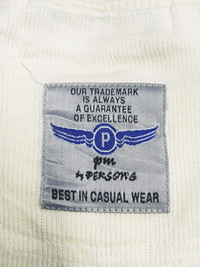 OUR TRADEMARK
IS ALWAYS
A GUARANTEE
OF EXCELLENCE
P
pm
by PERSON'S
BEST IN CASUAL WEAR